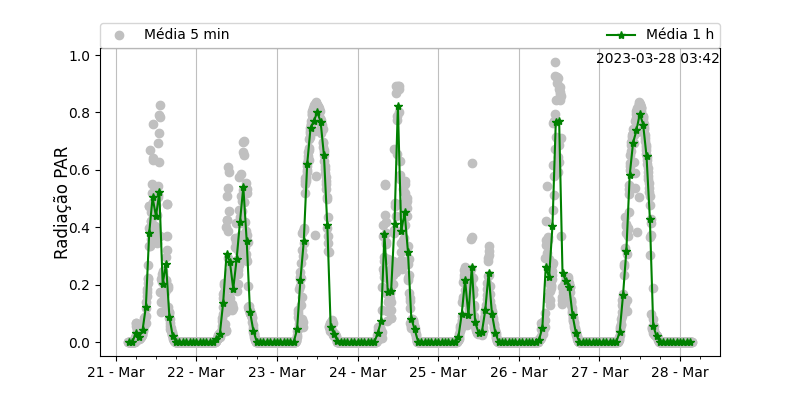 Média 5 min
Média 1 h
2023-03-28 03:42
Radiação PAR
1.0
0.8
0.6
0.4
0.2
0.0
21 - Mar
22 - Mar
23 - Mar
24 - Mar
25 - Mar
26 - Mar
27 - Mar
28 - Mar